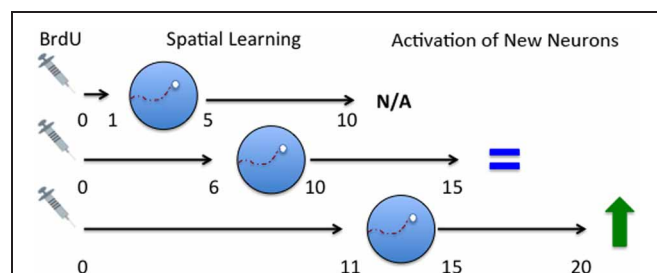 BrdU Spatial Learning Activation of New Neurons
N/A
0 1 5 10
0 6 10 15
=
0 11 15 20